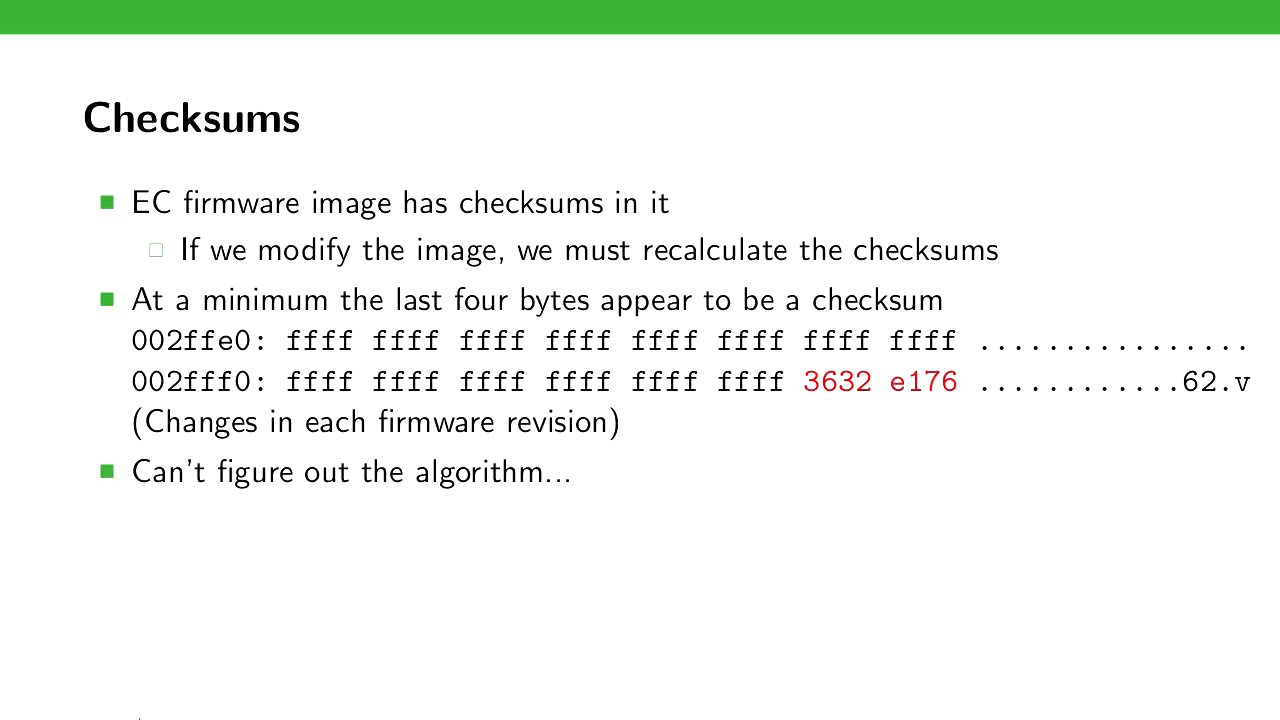 Checksums
EC firmware image has checksums in it
If we modify the image, we must recalculate the checksums
At a minimum the last four bytes appear to be a checksum
002ffe0: ffff ffff ffff ffff ffff ffff ffff ffff ................
002fff0: ffff ffff ffff ffff ffff ffff 3632 e176 ............62.v
(Changes in each firmware revision)
Can't figure out the algorithm...